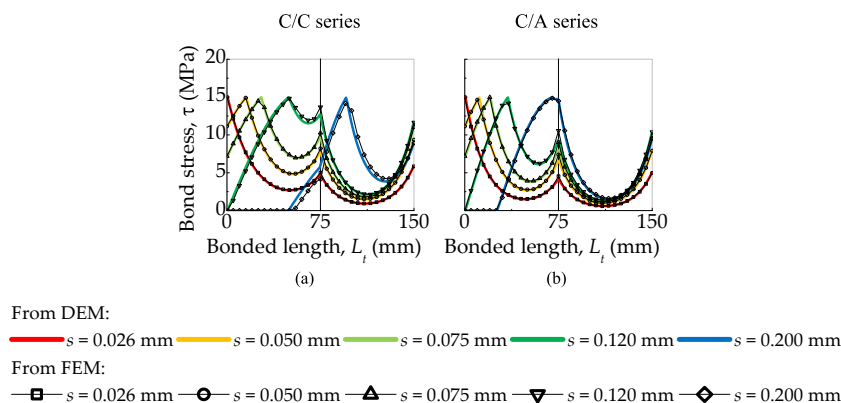 C/C series
C/A series
Bond stress, τ (MPa)
20
15
10
5
0
0
75
150
0
75
150
Bonded length, L_t (mm)
Bonded length, L_t (mm)
(a)
(b)
From DEM:
s = 0.026 mm s = 0.050 mm s = 0.075 mm s = 0.120 mm s = 0.200 mm
From FEM:
s = 0.026 mm s = 0.050 mm s = 0.075 mm s = 0.120 mm s = 0.200 mm